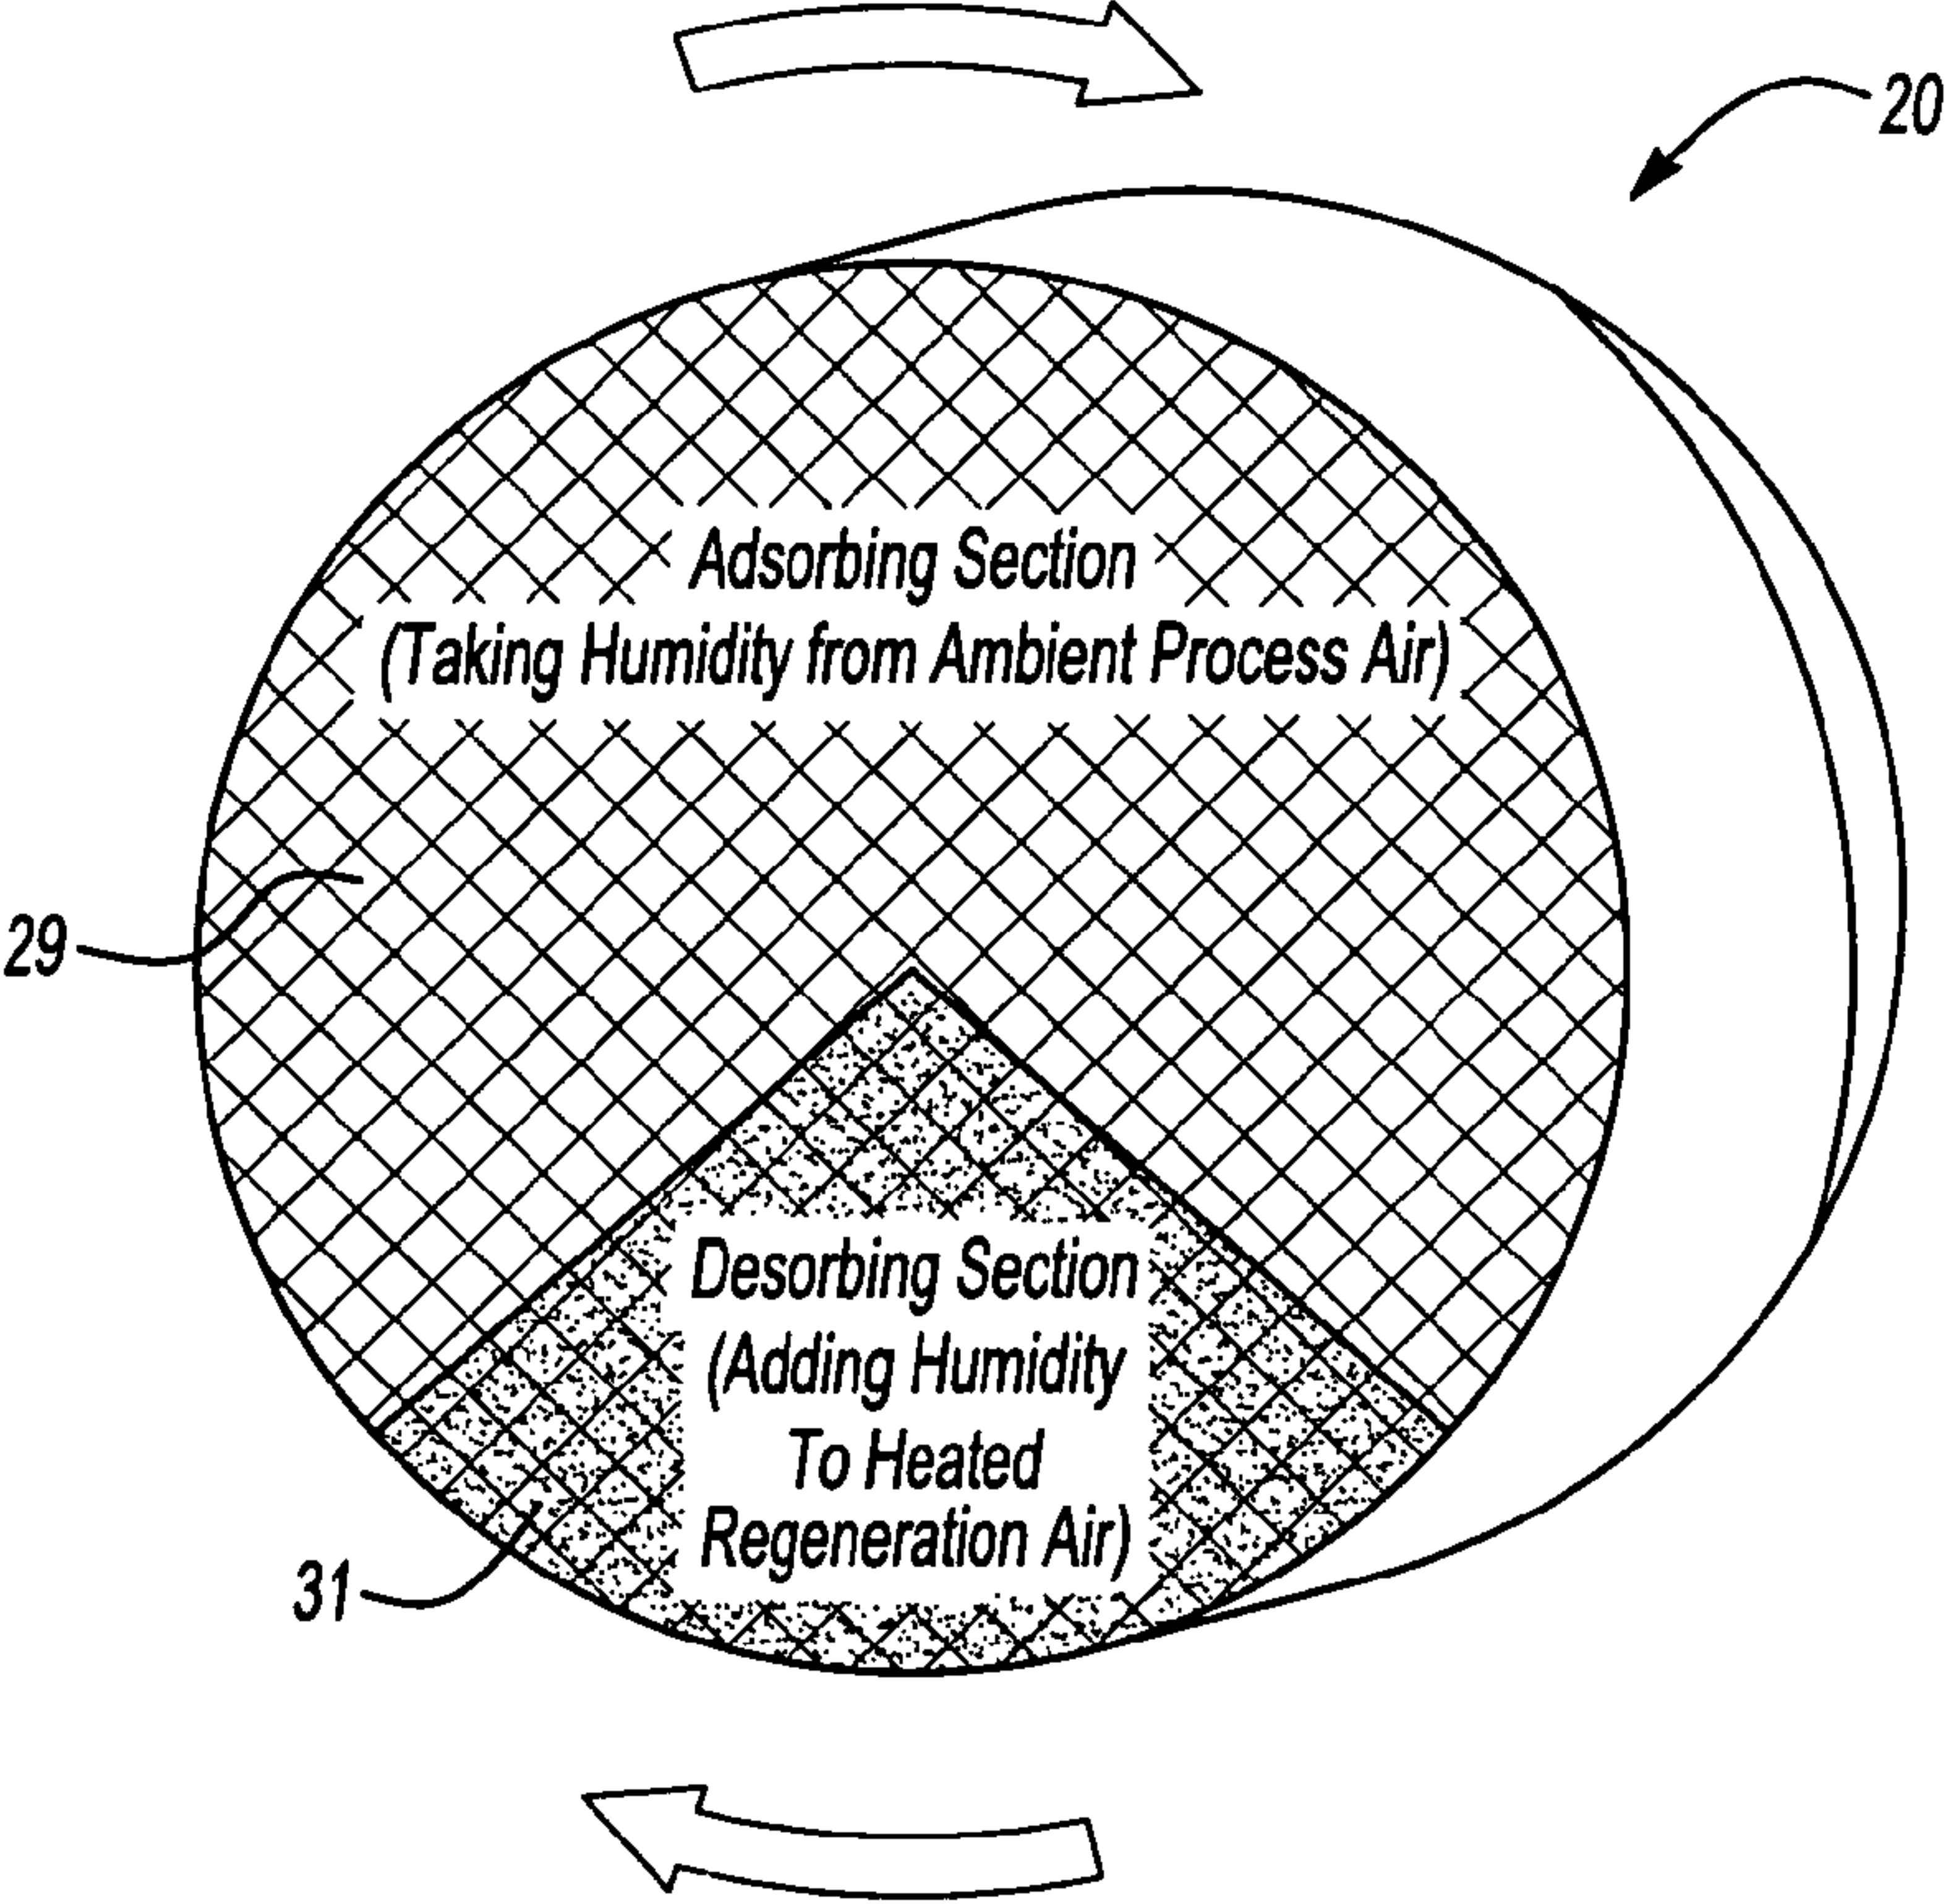 20
Adsorbing Section
(Taking Humidity from Ambient Process Air)
29
Desorbing Section
(Adding Humidity
To Heated
Regeneration Air)
31